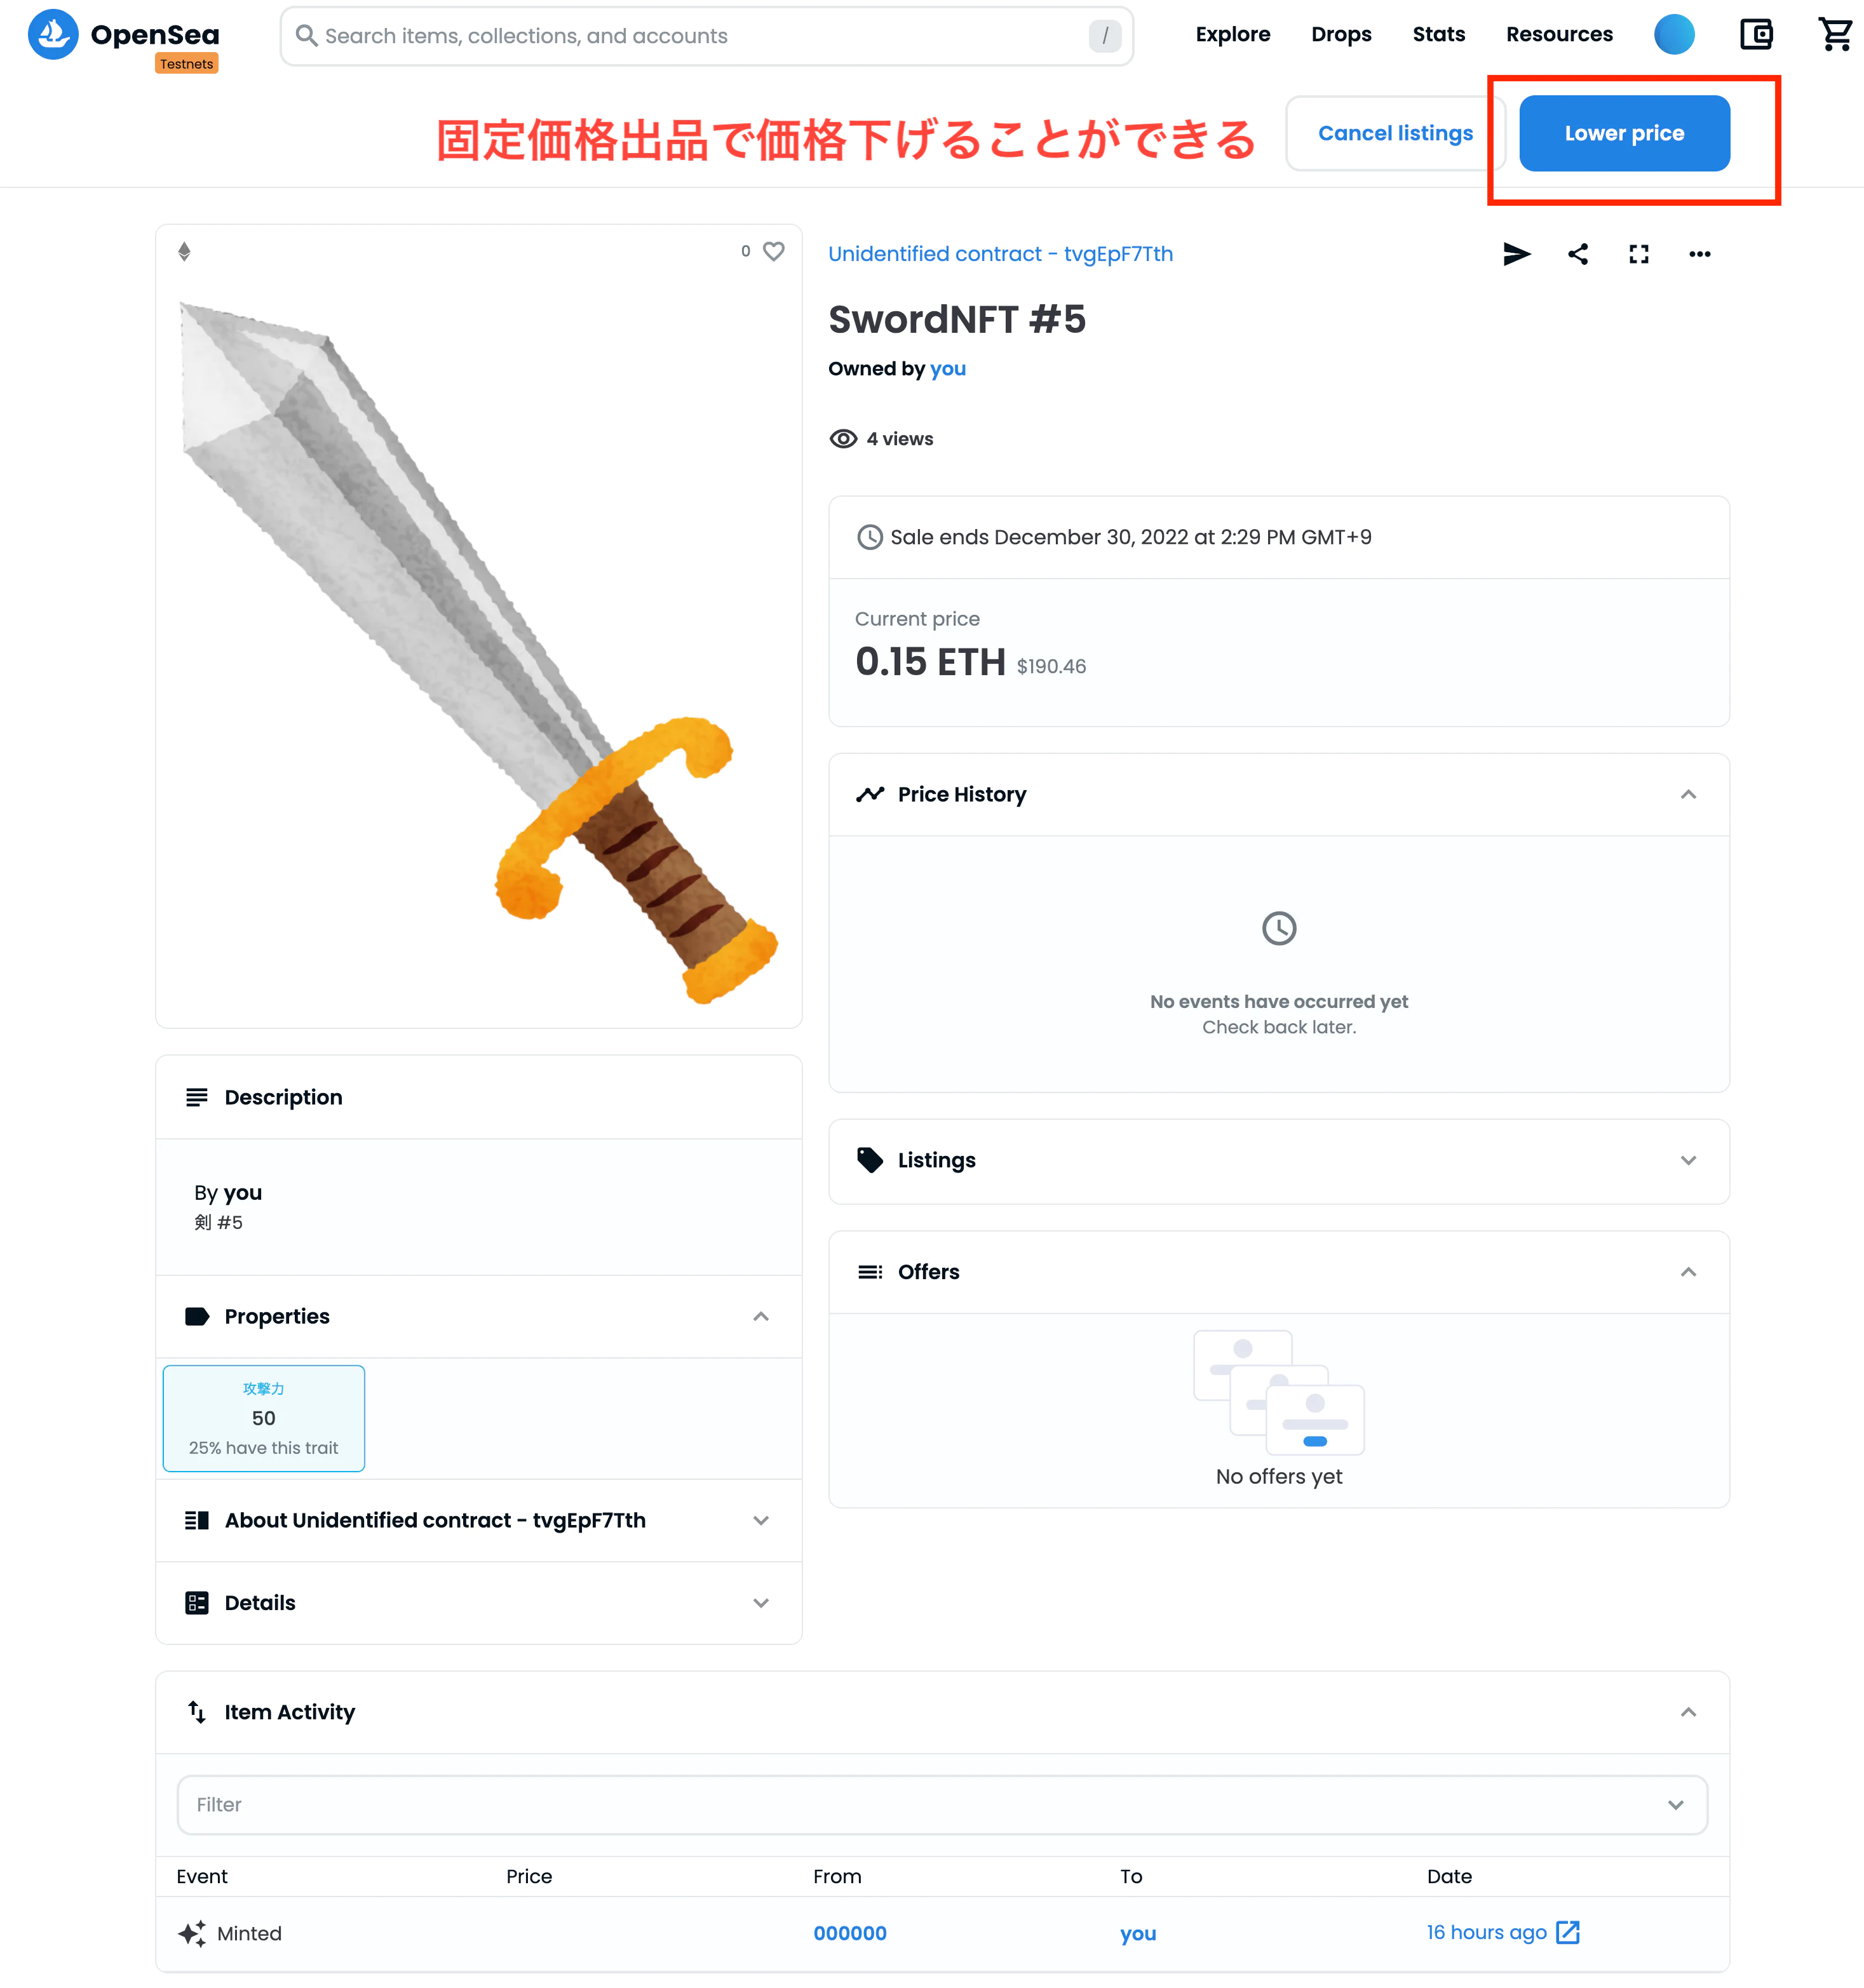 OpenSea
Testnets
Search items, collections, and accounts
/
Explore
Drops
Stats
Resources
固定価格出品で価格下げることができる
Cancel listings
Lower price
0
Unidentified contract - tvgEpF7Tth
SwordNFT #5
Owned by you
4 views
Sale ends December 30, 2022 at 2:29 PM GMT+9
Current price
0.15 ETH $190.46
Price History
No events have occurred yet
Check back later.
Listings
Offers
No offers yet
Description
By you
剣 #5
Properties
攻撃力
50
25% have this trait
About Unidentified contract - tvgEpF7Tth
Details
Item Activity
Filter
Event Price From To Date
Minted 000000 you 16 hours ago